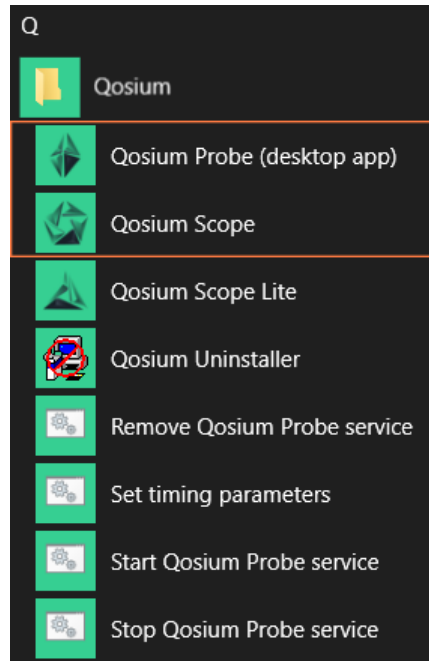 Q
Qosium
Qosium Probe (desktop app)
Qosium Scope
Qosium Scope Lite
Qosium Uninstaller
Remove Qosium Probe service
Set timing parameters
Start Qosium Probe service
Stop Qosium Probe service